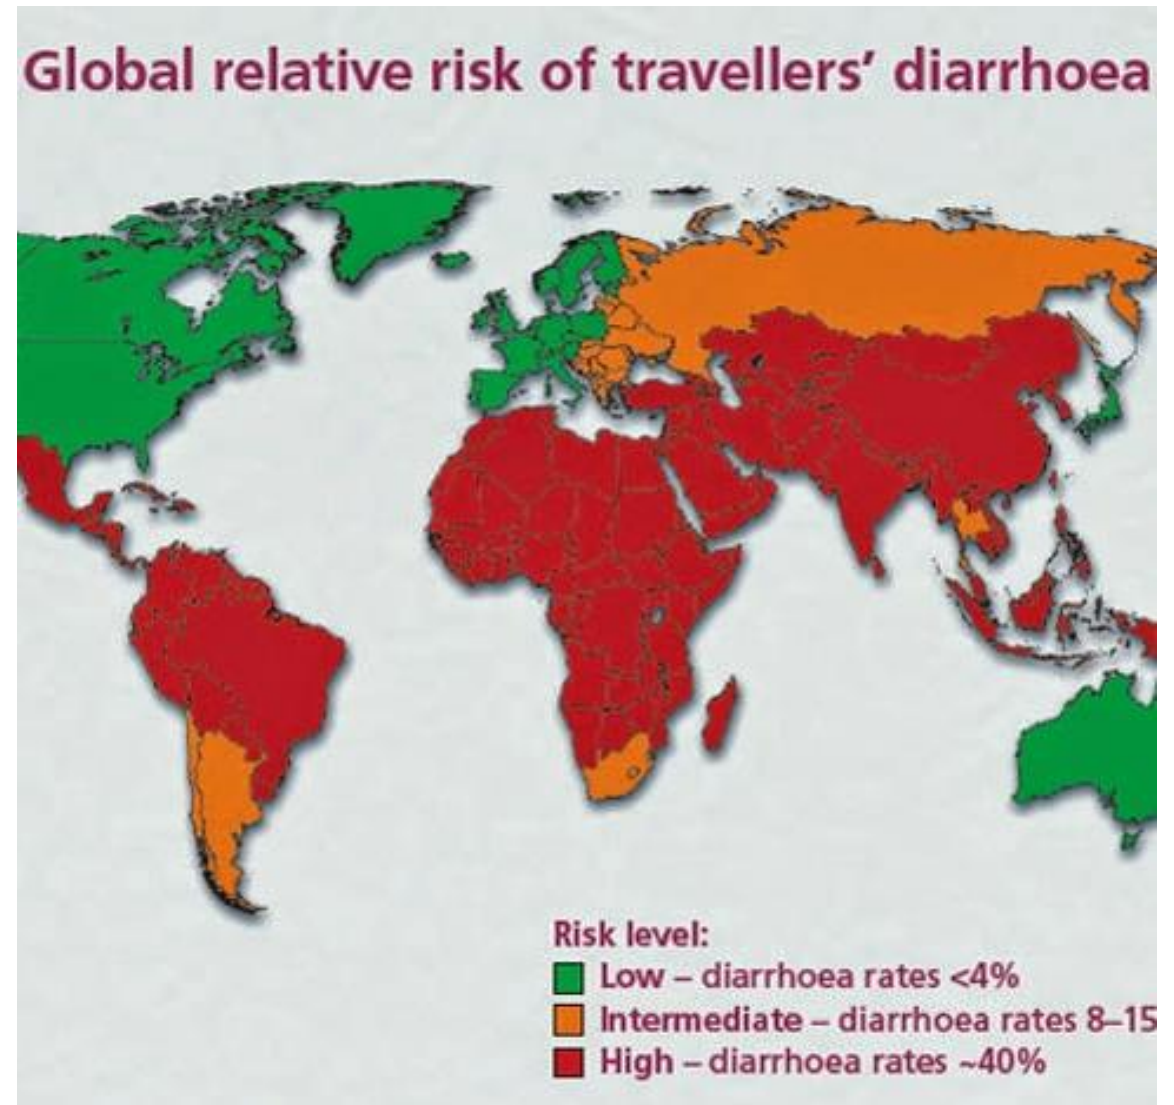 Global relative risk of travellers’ diarrhoea
Risk level:
Low – diarrhoea rates <4%
Intermediate – diarrhoea rates 8–15
High – diarrhoea rates ~40%